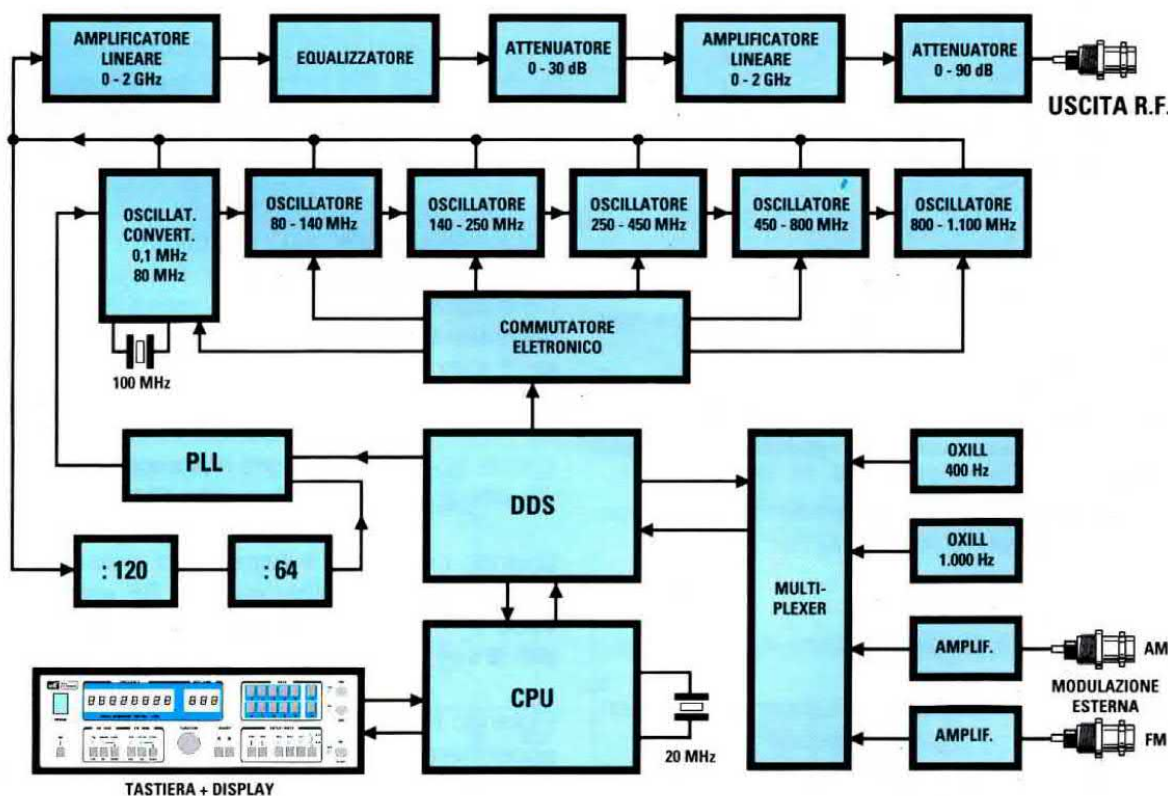 AMPLIFICATORE
LINEARE
0 - 2 GHz
EQUALIZZATORE
ATTENUATORE
0 - 30 dB
AMPLIFICATORE
LINEARE
0 - 2 GHz
ATTENUATORE
0 - 90 dB
USCITA R.F.
OSCILLAT.
CONVERT.
0,1 MHz
80 MHz
OSCILLATORE
80 - 140 MHz
OSCILLATORE
140 - 250 MHz
OSCILLATORE
250 - 450 MHz
OSCILLATORE
450 - 800 MHz
OSCILLATORE
800 - 1.100 MHz
100 MHz
COMMUTATORE
ELETRONICO
PLL
DDS
: 120
: 64
MULTI-
PLEXER
OXILL
400 Hz
OXILL
1.000 Hz
AMPLIF.
AM
MODULAZIONE
ESTERNA
AMPLIF.
FM
CPU
20 MHz
TASTIERA + DISPLAY